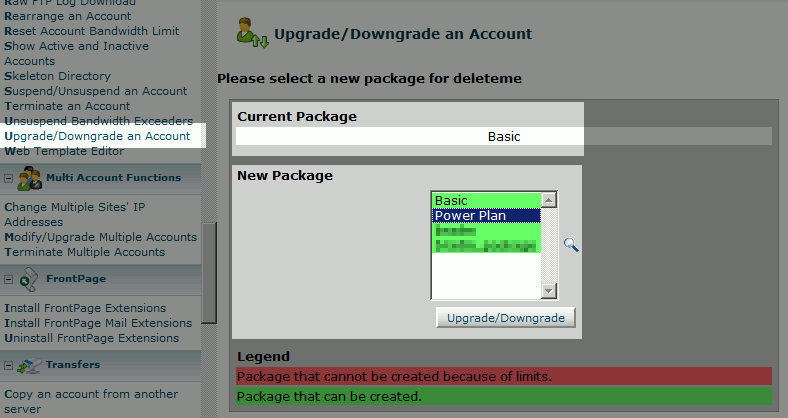 Raw FTP Log Download
Rearrange an Account
Reset Account Bandwidth Limit
Show Active and Inactive
Accounts
Skeleton Directory
Suspend/Unsuspend an Account
Terminate an Account
Unsuspend Bandwidth Exceeders
Upgrade/Downgrade an Account
Web Template Editor
Multi Account Functions
Change Multiple Sites' IP
Addresses
Modify/Upgrade Multiple Accounts
Terminate Multiple Accounts
FrontPage
Install FrontPage Extensions
Install FrontPage Mail Extensions
Uninstall FrontPage Extensions
Transfers
Copy an account from another
server
Upgrade/Downgrade an Account
Please select a new package for deleteme
Current Package
Basic
New Package
Basic
Power Plan
Upgrade/Downgrade
Legend
Package that cannot be created because of limits.
Package that can be created.